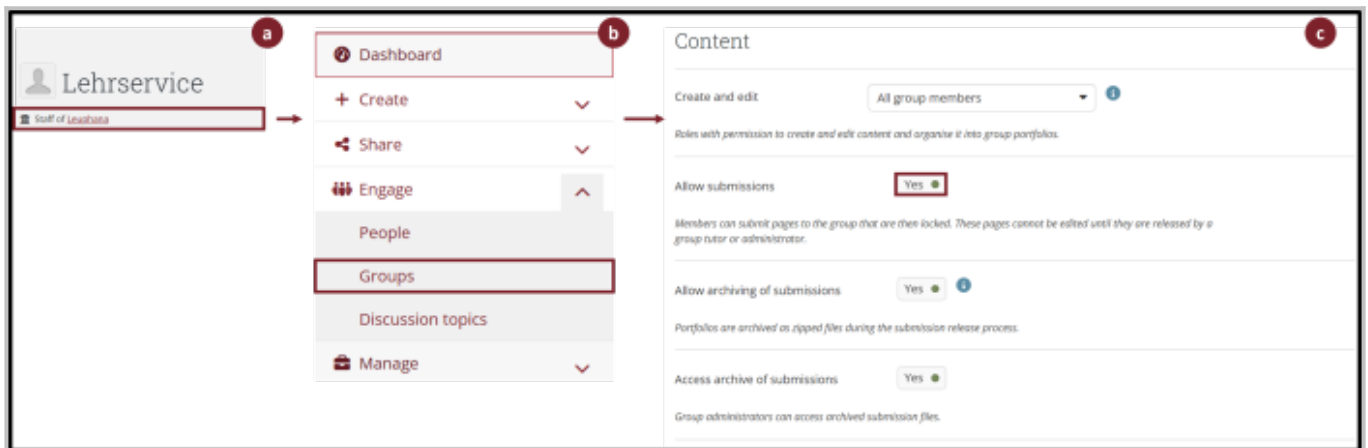 a
Lehrservice
Staff of Leuphana
b
Dashboard
Create
Share
Engage
People
Groups
Discussion topics
Manage
c
Content
Create and edit
All group members
Roles with permission to create and edit content and organise it into group portfolios.
Allow submissions
Yes
Members can submit pages to the group that are then locked. These pages cannot be edited until they are released by a
group tutor or administrator.
Allow archiving of submissions
Yes
Portfolios are archived as zipped files during the submission release process.
Access archive of submissions
Yes
Group administrators can access archived submission files.